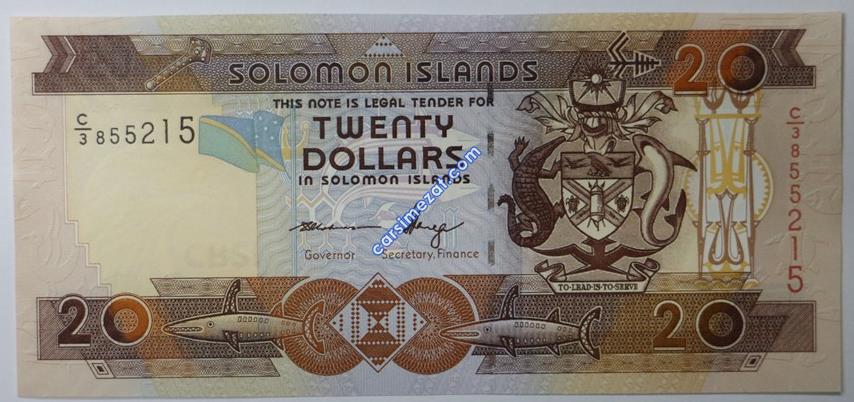 SOLOMON ISLANDS
20
THIS NOTE IS LEGAL TENDER FOR
TWENTY
DOLLARS
IN SOLOMON ISLANDS
C/3 855215
C/3 855215
carsimezai.com
Governor Secretary, Finance
TO·LEAD·IS·TO·SERVE
20
20